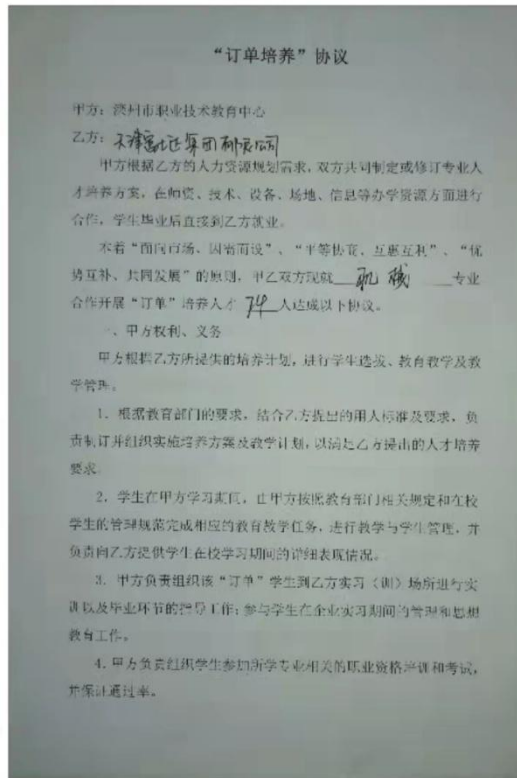 “订单培养”协议
甲方：滦州市职业技术教育中心
乙方：天津富士达集团有限公司
甲方根据乙方的人力资源规划需求，双方共同制定或修订专业人
才培养方案，在师资、技术、设备、场地、信息等办学资源方面进行
合作，学生毕业后直接到乙方就业。
本着“面向市场、因需而设”、“平等协商、互惠互利”、“优
势互补、共同发展”的原则，甲乙双方现就 机械 专业
合作开展“订单”培养人才 74 人达成以下协议。
一、甲方权利、义务
甲方根据乙方所提供的培养计划，进行学生选拔、教育教学及教
学管理。
1．根据教育部门的要求，结合乙方提出的用人标准及要求，负
责制订并组织实施培养方案及教学计划，以满足乙方提出的人才培养
要求。
2．学生在甲方学习期间，由甲方按照教育部门相关规定和在校
学生的管理规范完成相应的教育教学任务，进行教学与学生管理，并
负责向乙方提供学生在校学习期间的详细表现情况。
3．甲方负责组织该“订单”学生到乙方实习（训）场所进行实
训以及毕业环节的指导工作；参与学生在企业实习期间的管理和思想
教育工作。
4．甲方负责组织学生参加所学专业相关的职业资格培训和考试，
并保证通过率。